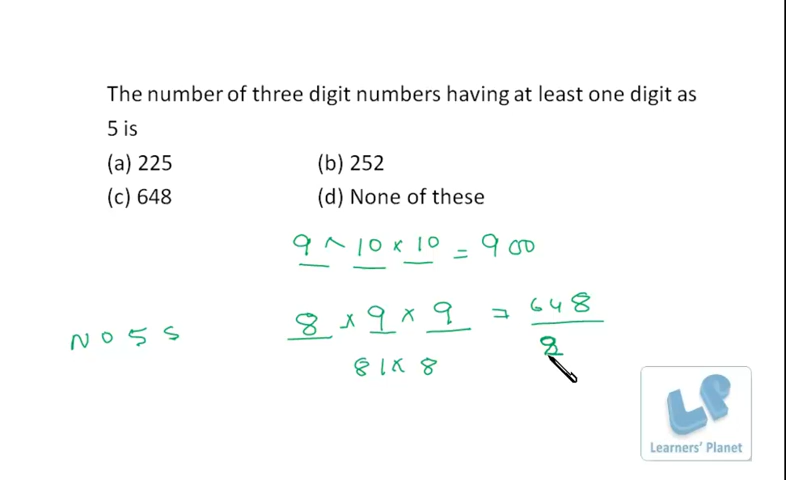 The number of three digit numbers having at least one digit as
5 is
(a) 225 (b) 252
(c) 648 (d) None of these
9 × 10 × 10 = 900
NO 5S 8 × 9 × 9 = 648
81 × 8
LP
Learners' Planet